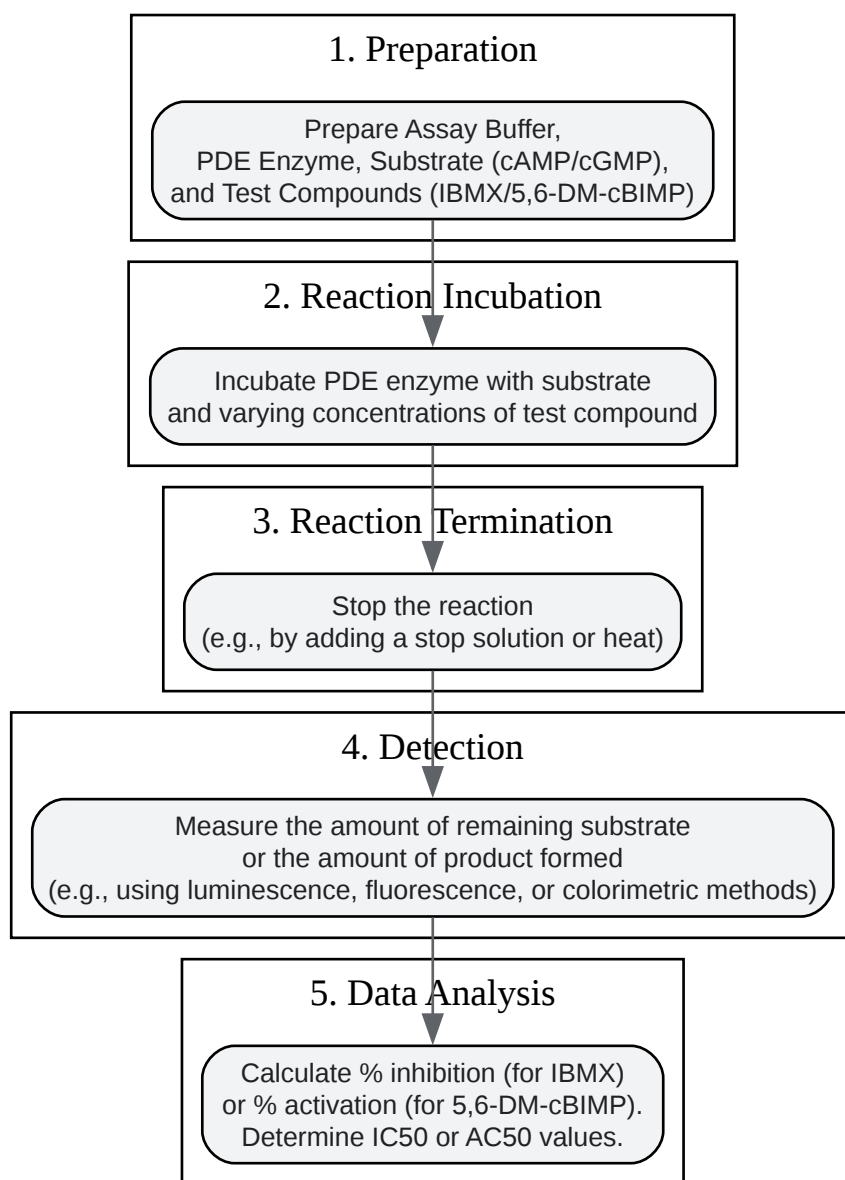 1. Preparation
Prepare Assay Buffer,
PDE Enzyme, Substrate (cAMP/cGMP),
and Test Compounds (IBMX/5,6-DM-cBIMP)
2. Reaction Incubation
Incubate PDE enzyme with substrate
and varying concentrations of test compound
3. Reaction Termination
Stop the reaction
(e.g., by adding a stop solution or heat)
4. Detection
Measure the amount of remaining substrate
or the amount of product formed
(e.g., using luminescence, fluorescence, or colorimetric methods)
5. Data Analysis
Calculate % inhibition (for IBMX)
or % activation (for 5,6-DM-cBIMP).
Determine IC50 or AC50 values.